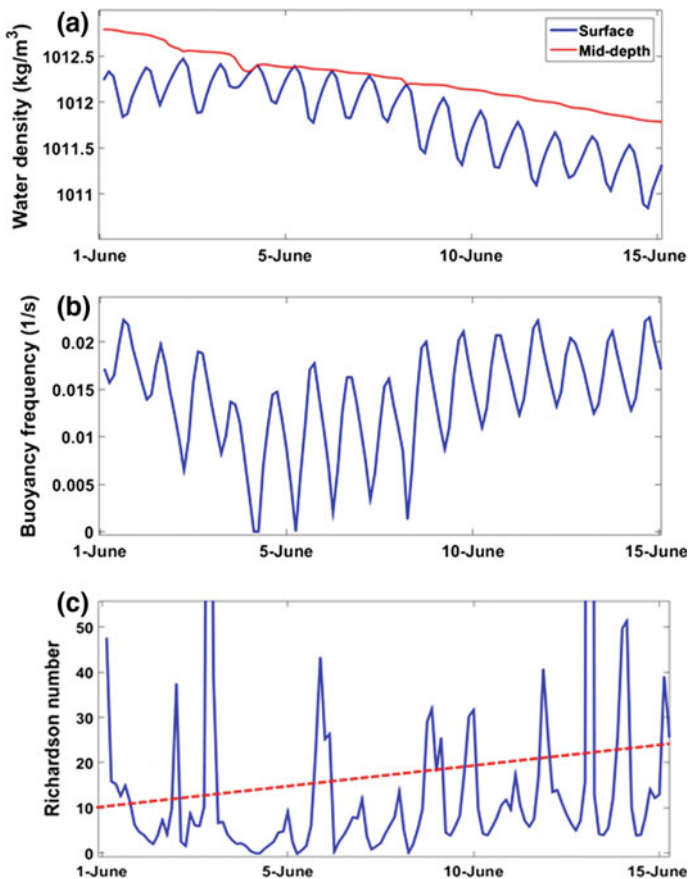 (a)
Surface
Mid-depth
Water density (kg/m³)
1012.5
1012
1011.5
1011
1-June 5-June 10-June 15-June
(b)
Buoyancy frequency (1/s)
0.02
0.015
0.01
0.005
0
1-June 5-June 10-June 15-June
(c)
Richardson number
50
40
30
20
10
0
1-June 5-June 10-June 15-June